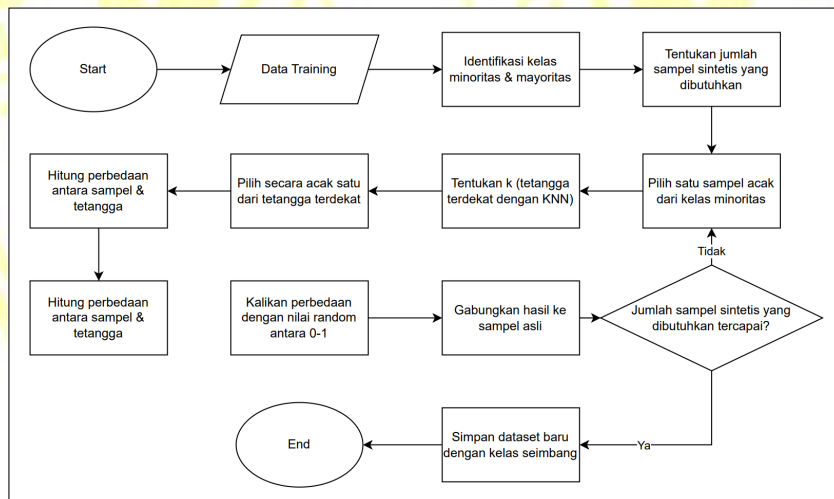 Start
Data Training
Identifikasi kelas
minoritas & mayoritas
Tentukan jumlah
sampel sintetis yang
dibutuhkan
Pilih satu sampel acak
dari kelas minoritas
Tentukan k (tetangga
terdekat dengan KNN)
Pilih secara acak satu
dari tetangga terdekat
Hitung perbedaan
antara sampel &
tetangga
Hitung perbedaan
antara sampel &
tetangga
Kalikan perbedaan
dengan nilai random
antara 0-1
Gabungkan hasil ke
sampel asli
Jumlah sampel sintetis yang
dibutuhkan tercapai?
Tidak
Ya
Simpan dataset baru
dengan kelas seimbang
End